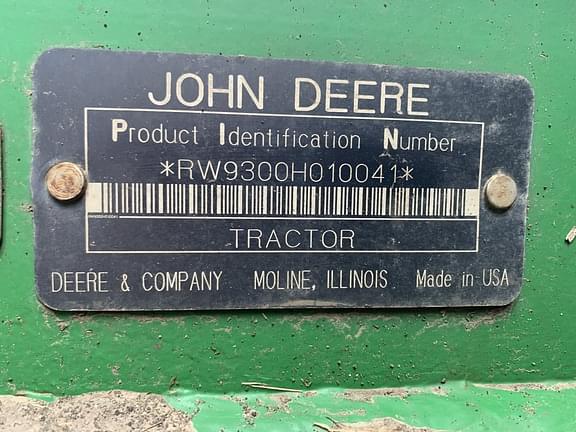 JOHN DEERE
Product Identification Number
*RW9300H010041*
TRACTOR
DEERE & COMPANY MOLINE, ILLINOIS Made in USA